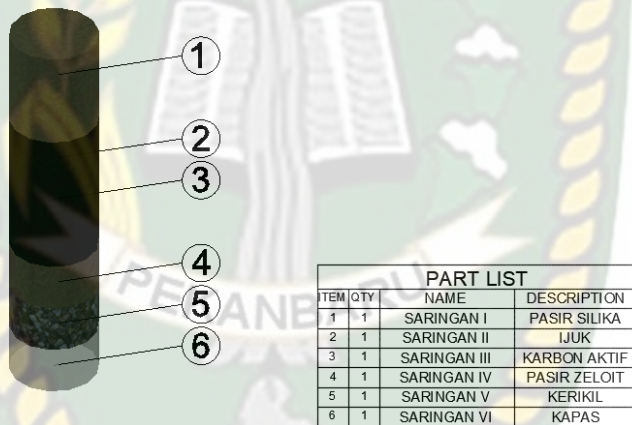 1
2
3
4
5
6
PEKANBARU
PART LIST
ITEM QTY NAME DESCRIPTION
1 1 SARINGAN I PASIR SILIKA
2 1 SARINGAN II IJUK
3 1 SARINGAN III KARBON AKTIF
4 1 SARINGAN IV PASIR ZELOIT
5 1 SARINGAN V KERIKIL
6 1 SARINGAN VI KAPAS